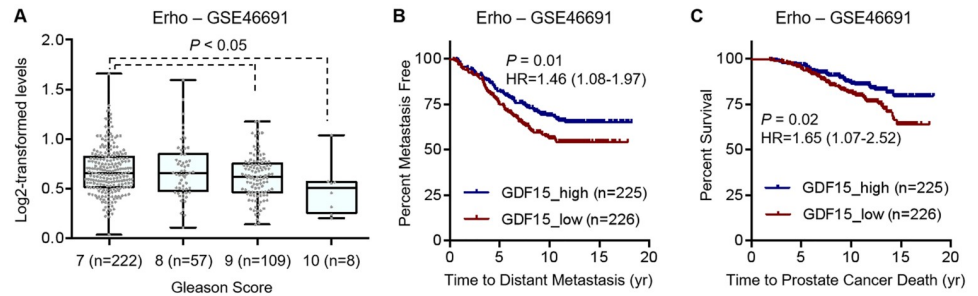 A
Erho – GSE46691
Log2-transformed levels
2.0
1.5
1.0
0.5
0.0
P < 0.05
7 (n=222) 8 (n=57) 9 (n=109) 10 (n=8)
Gleason Score
B
Erho – GSE46691
Percent Metastasis Free
100
75
50
25
0
P = 0.01
HR=1.46 (1.08-1.97)
GDF15_high (n=225)
GDF15_low (n=226)
0 5 10 15 20
Time to Distant Metastasis (yr)
C
Erho – GSE46691
Percent Survival
100
75
50
25
0
P = 0.02
HR=1.65 (1.07-2.52)
GDF15_high (n=225)
GDF15_low (n=226)
0 5 10 15 20
Time to Prostate Cancer Death (yr)